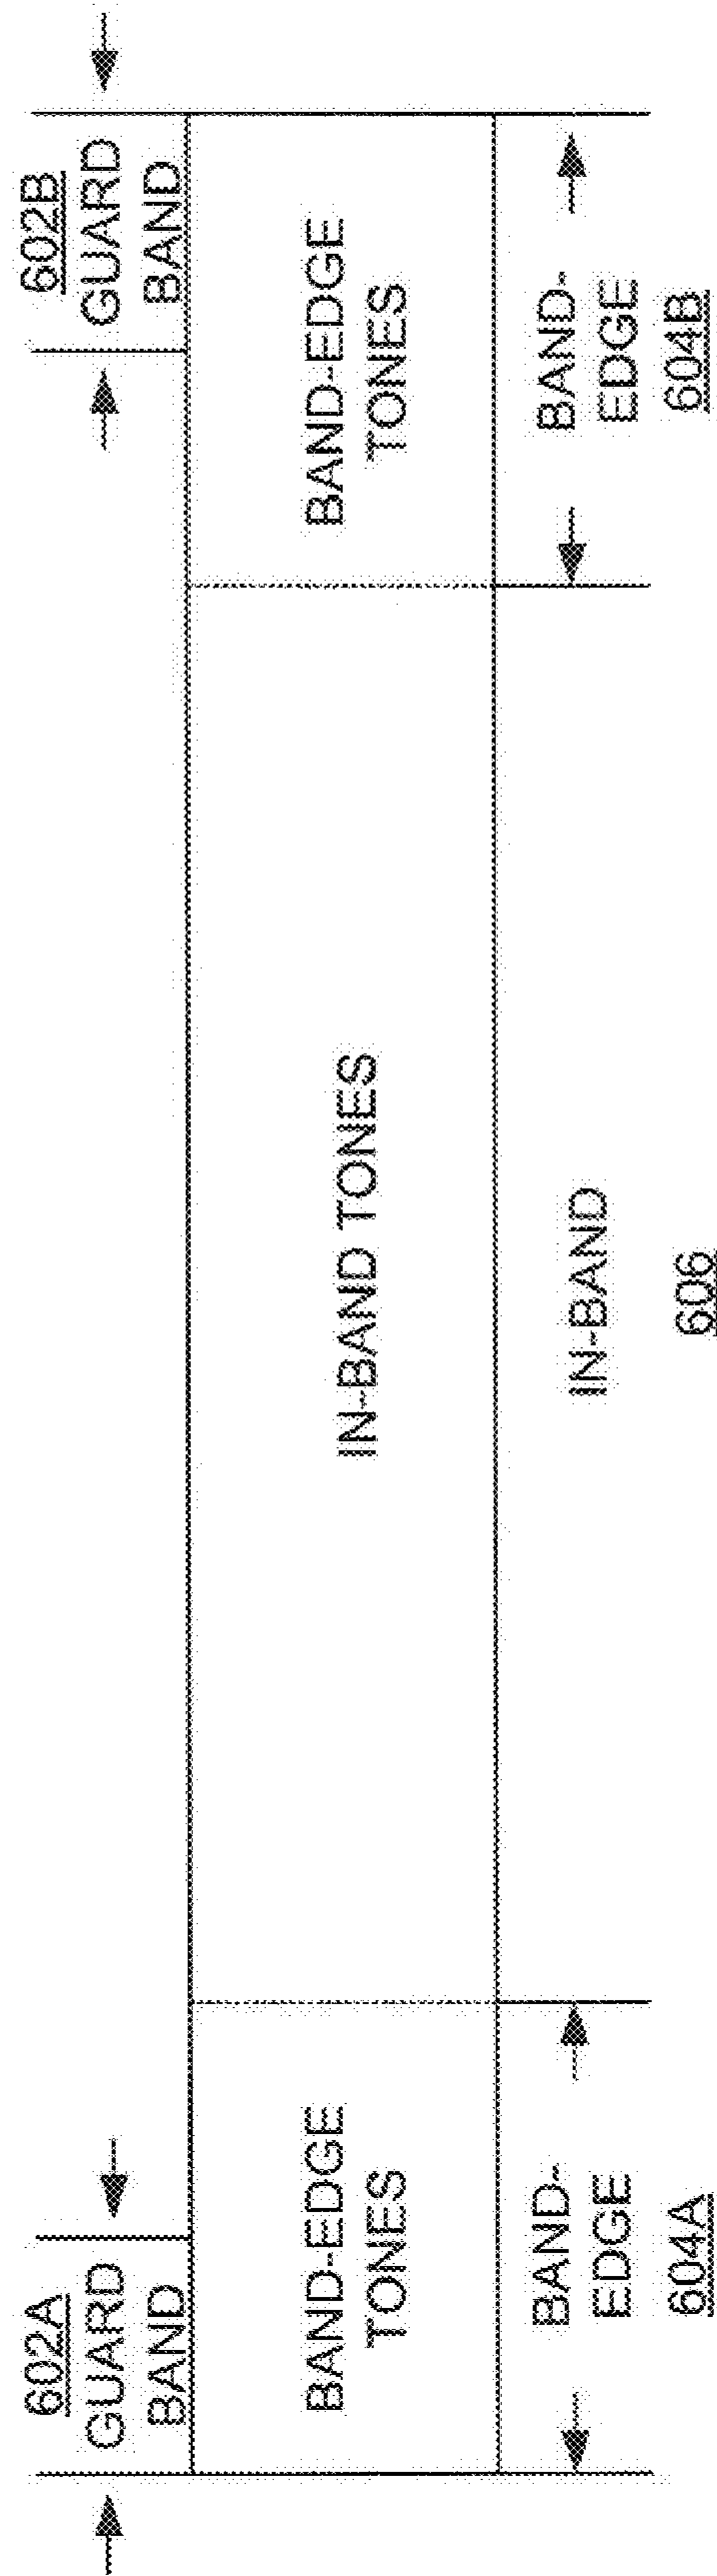 602A
GUARD
BAND
602B
GUARD
BAND
BAND-EDGE
TONES
IN-BAND TONES
BAND-EDGE
TONES
BAND-
EDGE
604A
IN-BAND
606
BAND-
EDGE
604B